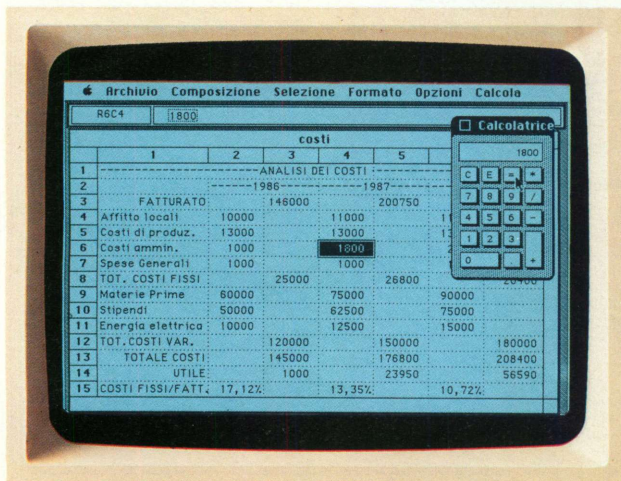 Archivio Composizione Selezione Formato Opzioni Calcola
R6C4 1800
costi
1 2 3 4 5
1 ANALISI DEI COSTI
2 1986 1987
3 FATTURATO 146000 200750
4 Affitto locali 10000 11000
5 Costi di produz. 13000 13000
6 Costi ammin. 1000 1800
7 Spese Generali 1000 1000
8 TOT. COSTI FISSI 25000 26800
9 Materie Prime 60000 75000 90000
10 Stipendi 50000 62500 75000
11 Energia elettrica 10000 12500 15000
12 TOT.COSTI VAR. 120000 150000 180000
13 TOTALE COSTI 145000 176800 208400
14 UTILE 1000 23950 56590
15 COSTI FISSI/FATT. 17,12% 13,35% 10,72%
Calcolatrice
1800
C E = *
7 8 9 /
4 5 6 -
1 2 3
0 . +